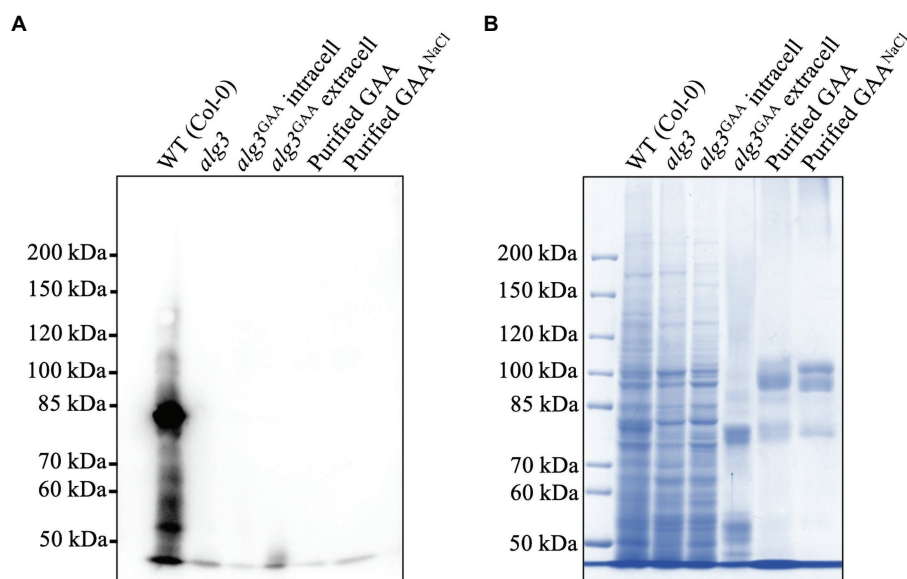 A
WT (Col-0)
alg3
alg3GAA intracell
alg3GAA extracell
Purified GAA
Purified GAANaCl
200 kDa
150 kDa
120 kDa
100 kDa
85 kDa
70 kDa
60 kDa
50 kDa
B
WT (Col-0)
alg3
alg3GAA intracell
alg3GAA extracell
Purified GAA
Purified GAANaCl
200 kDa
150 kDa
120 kDa
100 kDa
85 kDa
70 kDa
60 kDa
50 kDa